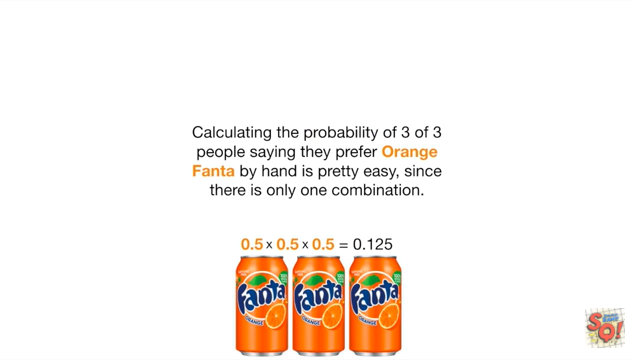 Calculating the probability of 3 of 3
people saying they prefer Orange
Fanta by hand is pretty easy, since
there is only one combination.
0.5 x 0.5 x 0.5 = 0.125
Fanta Fanta Fanta
ORANGE ORANGE ORANGE
SQ!